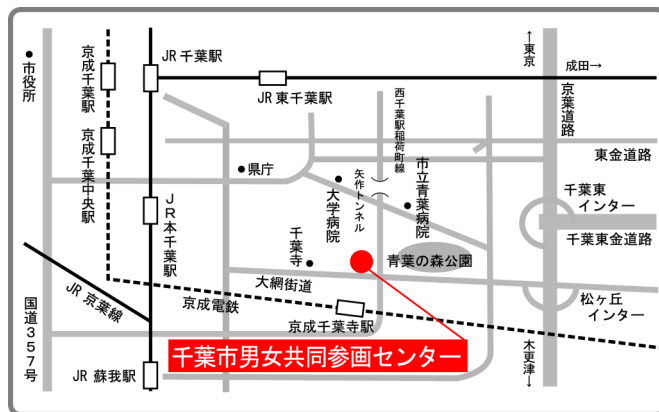 市役所
京成千葉駅
京成千葉中央駅
JR千葉駅
JR東千葉駅
西千葉駅稲荷町線
↑東京
成田→
京葉道路
東金道路
県庁
大学病院
矢作トンネル
市立青葉病院
千葉東
インター
千葉東金道路
JR本千葉駅
千葉寺
青葉の森公園
大網街道
JR 京葉線
京成電鉄
京成千葉寺駅
松ヶ丘
インター
国道357号
千葉市男女共同参画センター
木更津↓
JR 蘇我駅